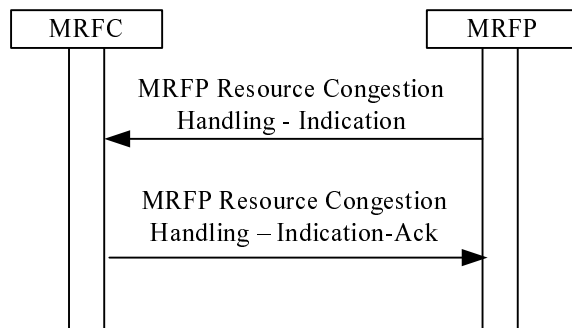 MRFC
MRFP
MRFP Resource Congestion
Handling - Indication
MRFP Resource Congestion
Handling – Indication-Ack